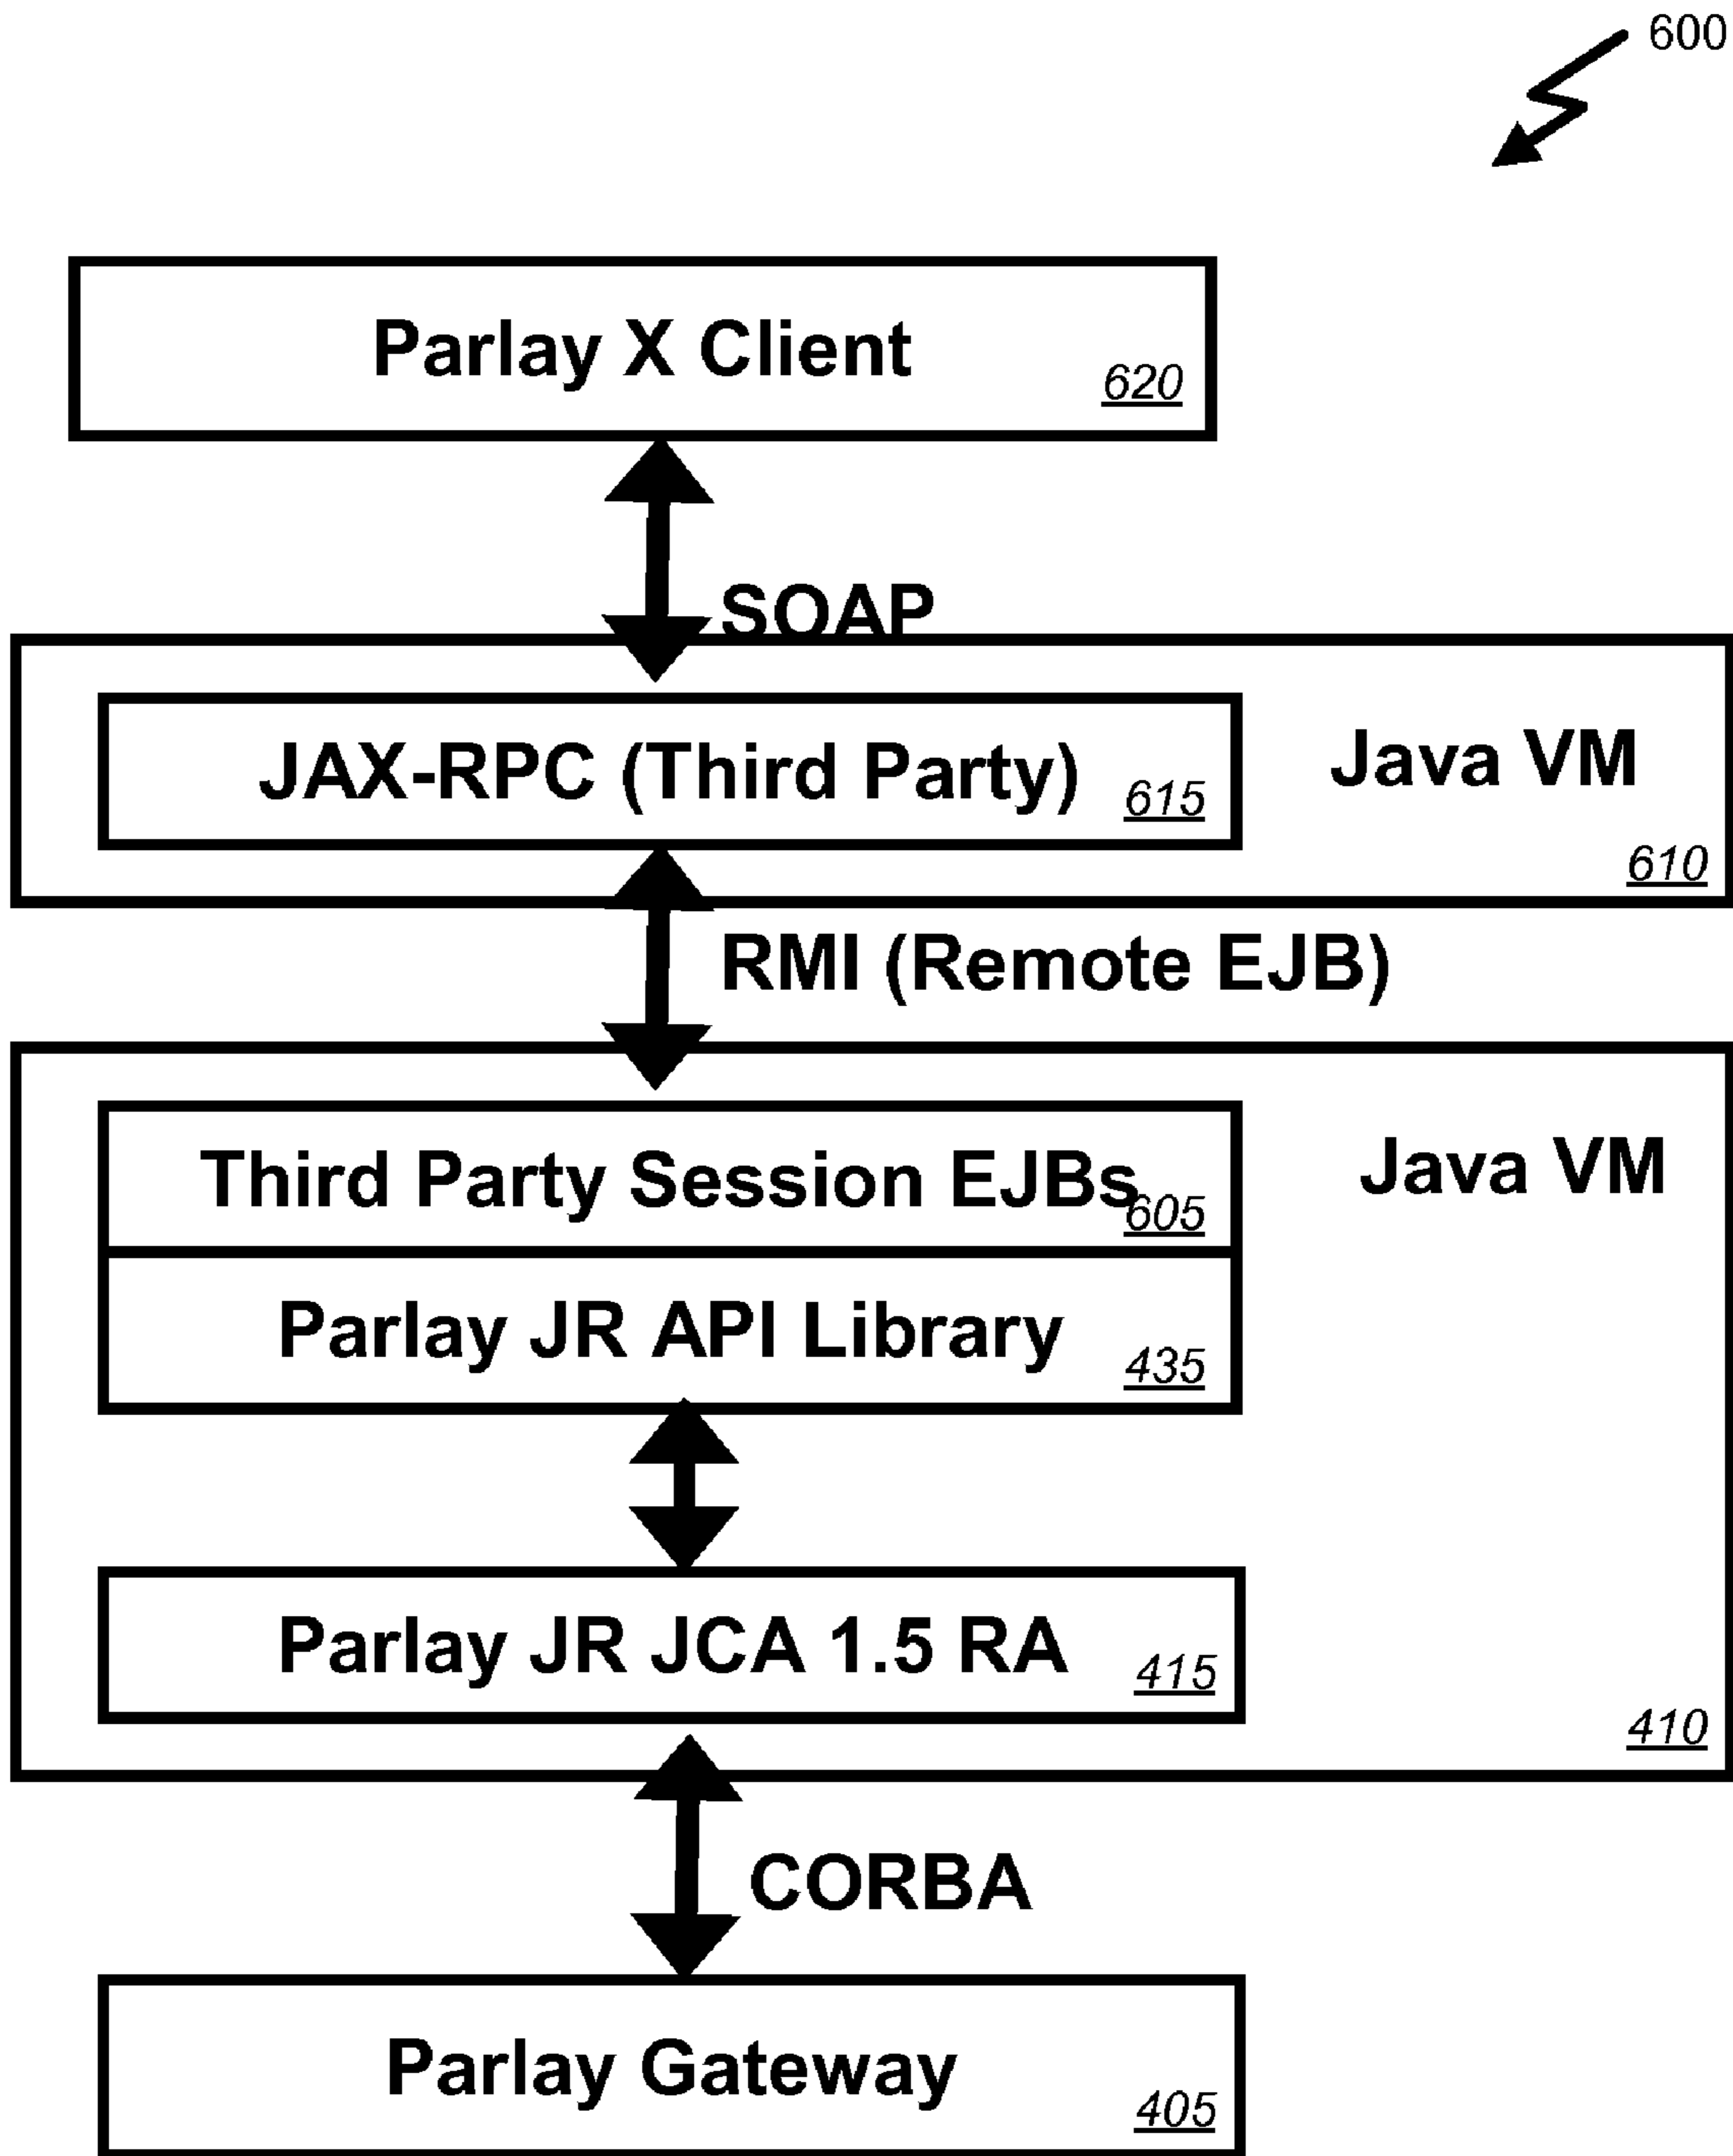 600
Parlay X Client
620
SOAP
JAX-RPC (Third Party)
615
Java VM
610
RMI (Remote EJB)
Third Party Session EJBs
605
Java VM
Parlay JR API Library
435
Parlay JR JCA 1.5 RA
415
410
CORBA
Parlay Gateway
405